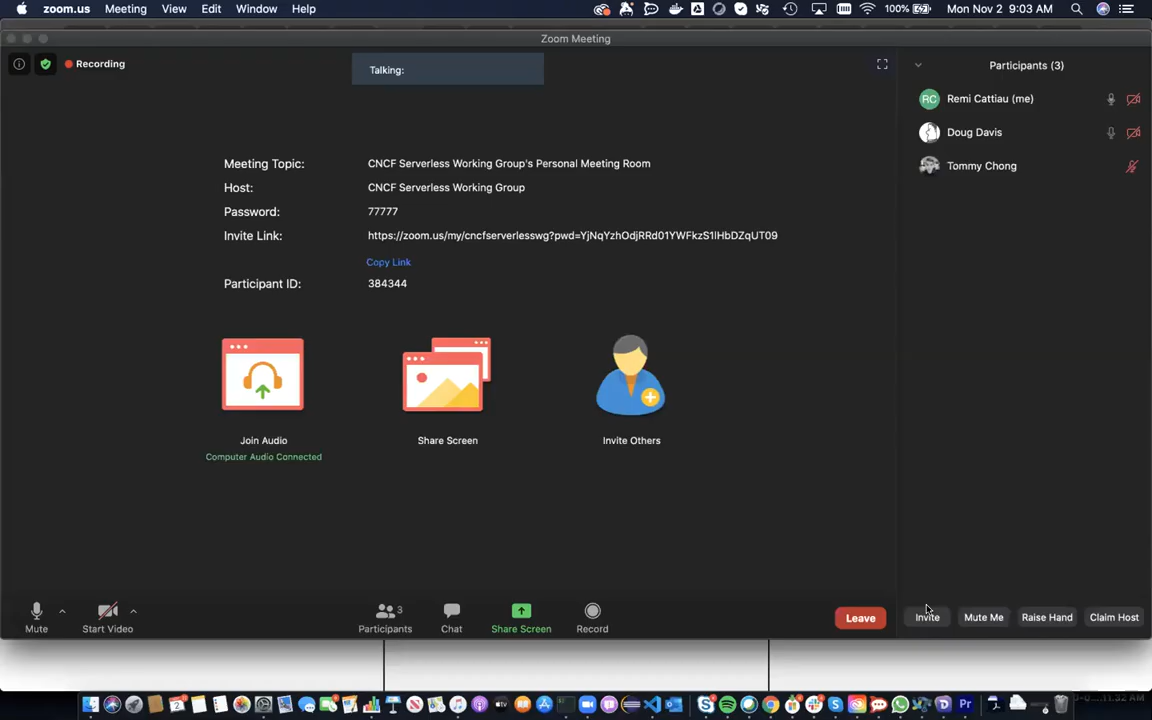 zoom.us Meeting View Edit Window Help 100% Mon Nov 2 9:03 AM
Zoom Meeting
Recording
Talking:
Participants (3)
RC Remi Cattiau (me)
Doug Davis
Tommy Chong
Meeting Topic: CNCF Serverless Working Group's Personal Meeting Room
Host: CNCF Serverless Working Group
Password: 77777
Invite Link: https://zoom.us/my/cncfserverlesswg?pwd=YjNqYzhOdjRRd01YWFkzS1lHbDZqUT09
Copy Link
Participant ID: 384344
Join Audio
Computer Audio Connected
Share Screen
Invite Others
Mute
Start Video
3
Participants
Chat
Share Screen
Record
Leave
Invite
Mute Me
Raise Hand
Claim Host